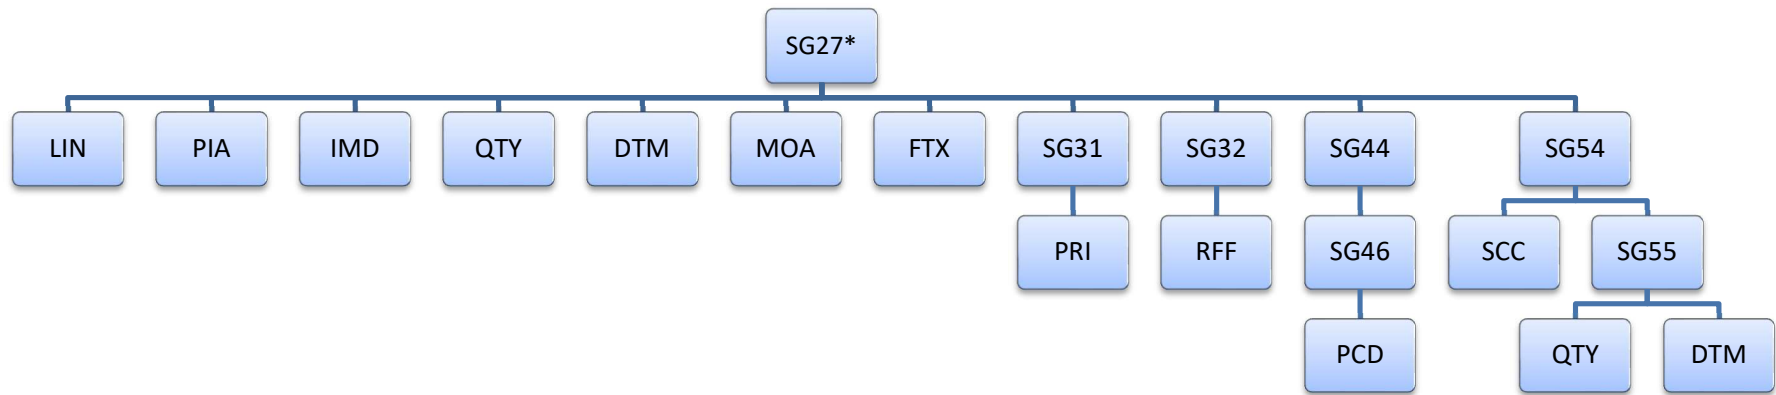 SG27*
LIN PIA IMD QTY DTM MOA FTX SG31 SG32 SG44 SG54
PRI RFF SG46 SCC SG55
PCD QTY DTM